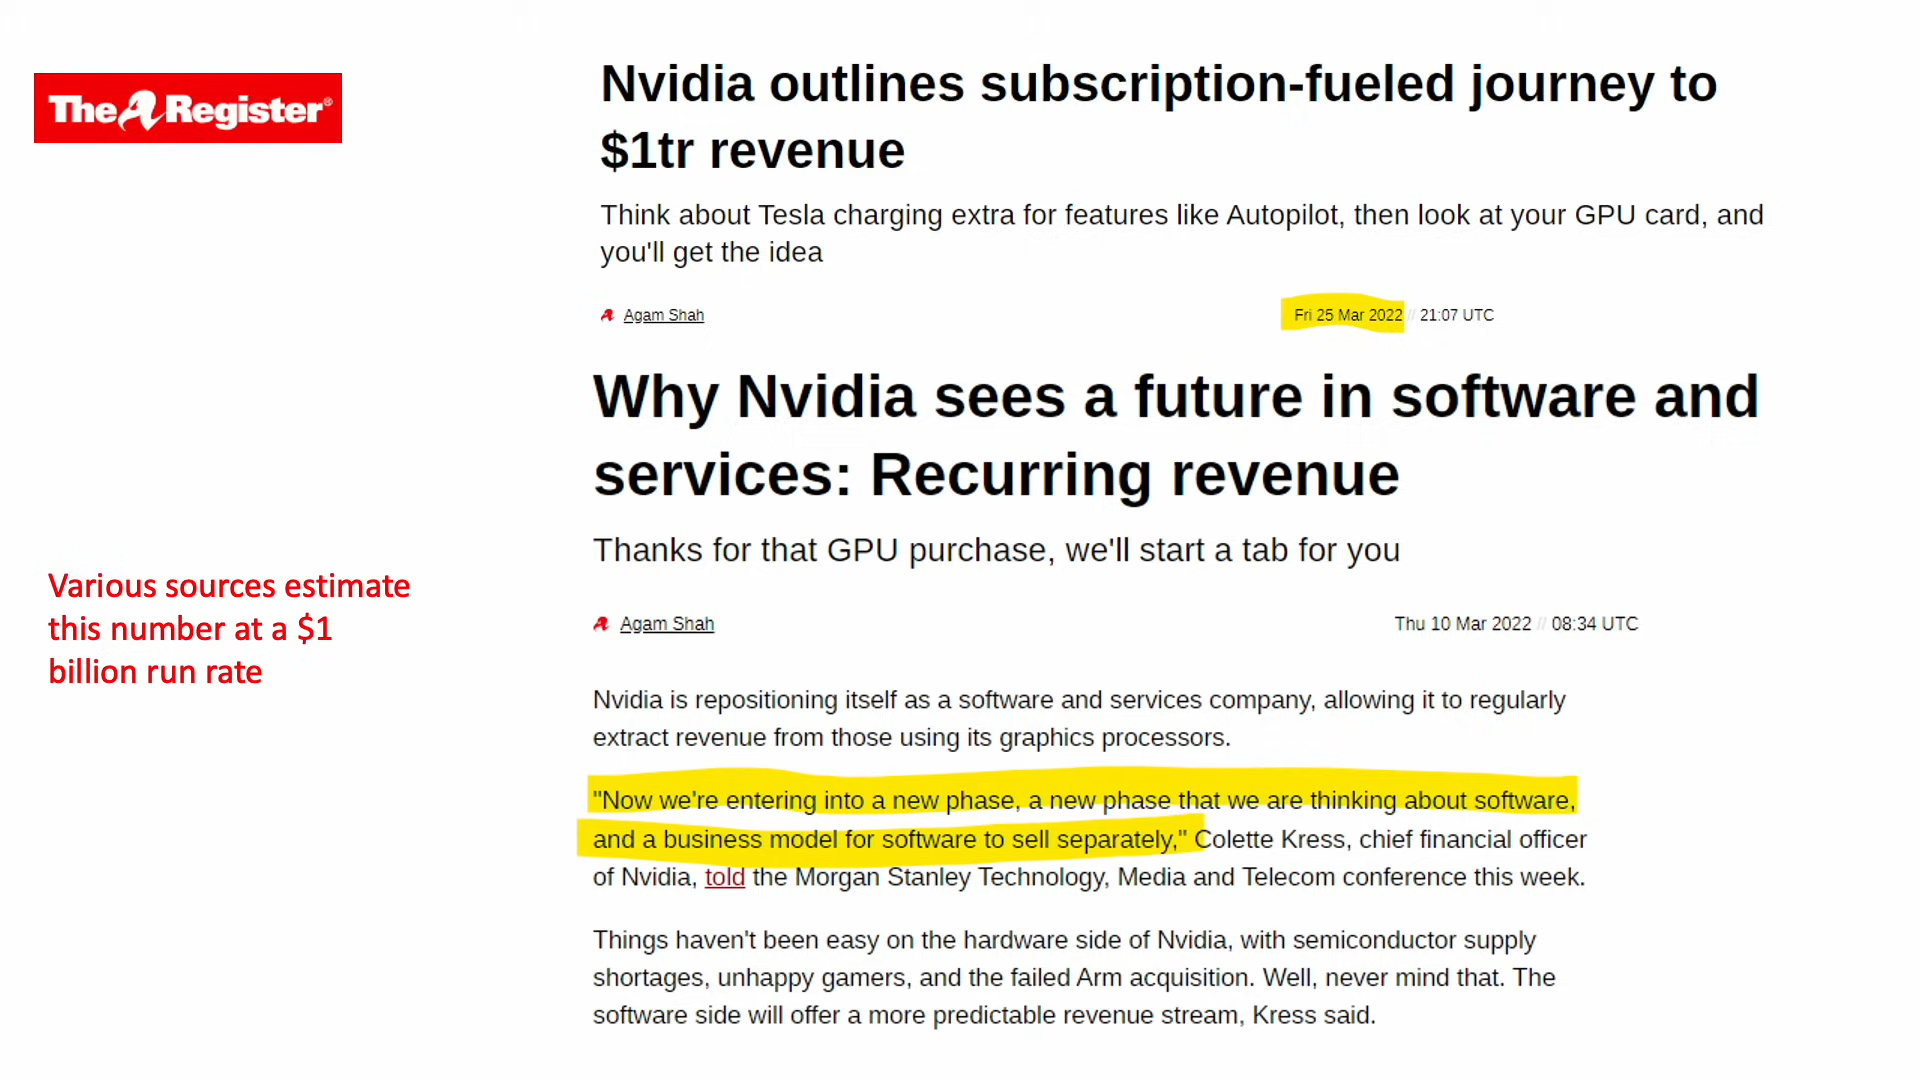 The Register®
Nvidia outlines subscription-fueled journey to
$1tr revenue
Think about Tesla charging extra for features like Autopilot, then look at your GPU card, and
you'll get the idea
Agam Shah
Fri 25 Mar 2022 // 21:07 UTC
Why Nvidia sees a future in software and
services: Recurring revenue
Thanks for that GPU purchase, we'll start a tab for you
Agam Shah
Thu 10 Mar 2022 // 08:34 UTC
Various sources estimate
this number at a $1
billion run rate
Nvidia is repositioning itself as a software and services company, allowing it to regularly
extract revenue from those using its graphics processors.
"Now we're entering into a new phase, a new phase that we are thinking about software,
and a business model for software to sell separately," Colette Kress, chief financial officer
of Nvidia, told the Morgan Stanley Technology, Media and Telecom conference this week.
Things haven't been easy on the hardware side of Nvidia, with semiconductor supply
shortages, unhappy gamers, and the failed Arm acquisition. Well, never mind that. The
software side will offer a more predictable revenue stream, Kress said.